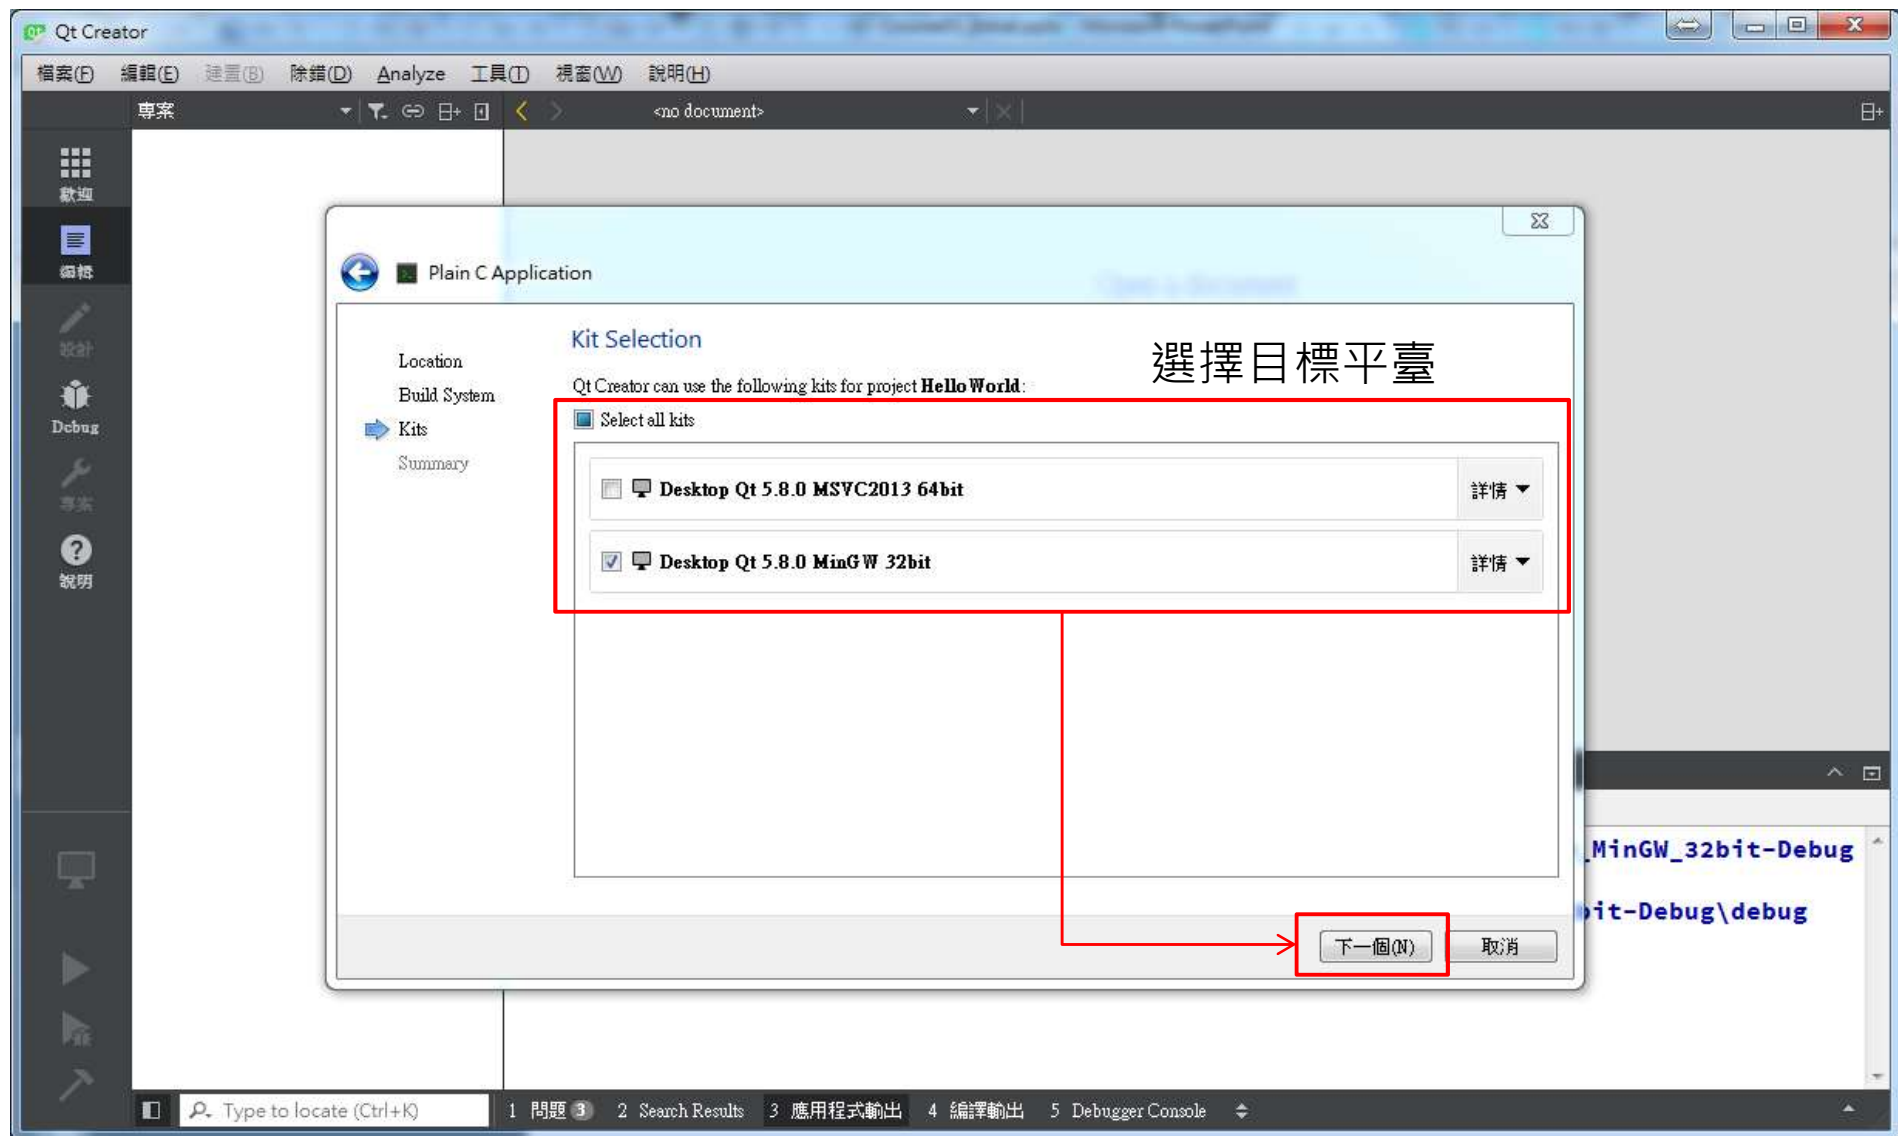 Qt Creator
檔案(F) 編輯(E) 建置(B) 除錯(D) Analyze 工具(T) 視窗(W) 說明(H)
專案 <no document>
歡迎
編輯
設計
Debug
專案
說明
Plain C Application
Location
Build System
Kits
Summary
Kit Selection
選擇目標平臺
Qt Creator can use the following kits for project HelloWorld:
Select all kits
Desktop Qt 5.8.0 MSVC2013 64bit 詳情
Desktop Qt 5.8.0 MinGW 32bit 詳情
下一個(N) 取消
_MinGW_32bit-Debug
bit-Debug\debug
Type to locate (Ctrl+K) 1 問題 3 2 Search Results 3 應用程式輸出 4 編譯輸出 5 Debugger Console